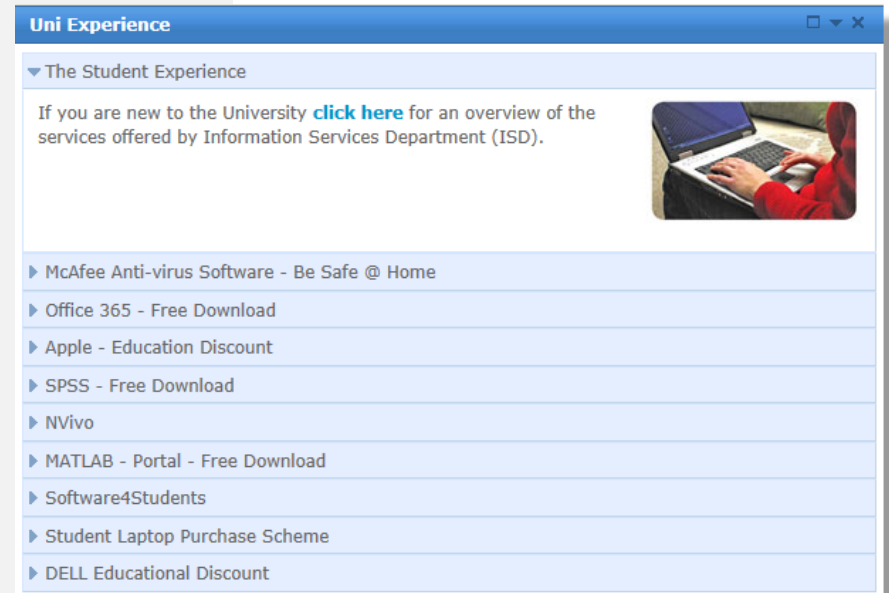 Uni Experience
The Student Experience
If you are new to the University click here for an overview of the
services offered by Information Services Department (ISD).
McAfee Anti-virus Software - Be Safe @ Home
Office 365 - Free Download
Apple - Education Discount
SPSS - Free Download
NVivo
MATLAB - Portal - Free Download
Software4Students
Student Laptop Purchase Scheme
DELL Educational Discount